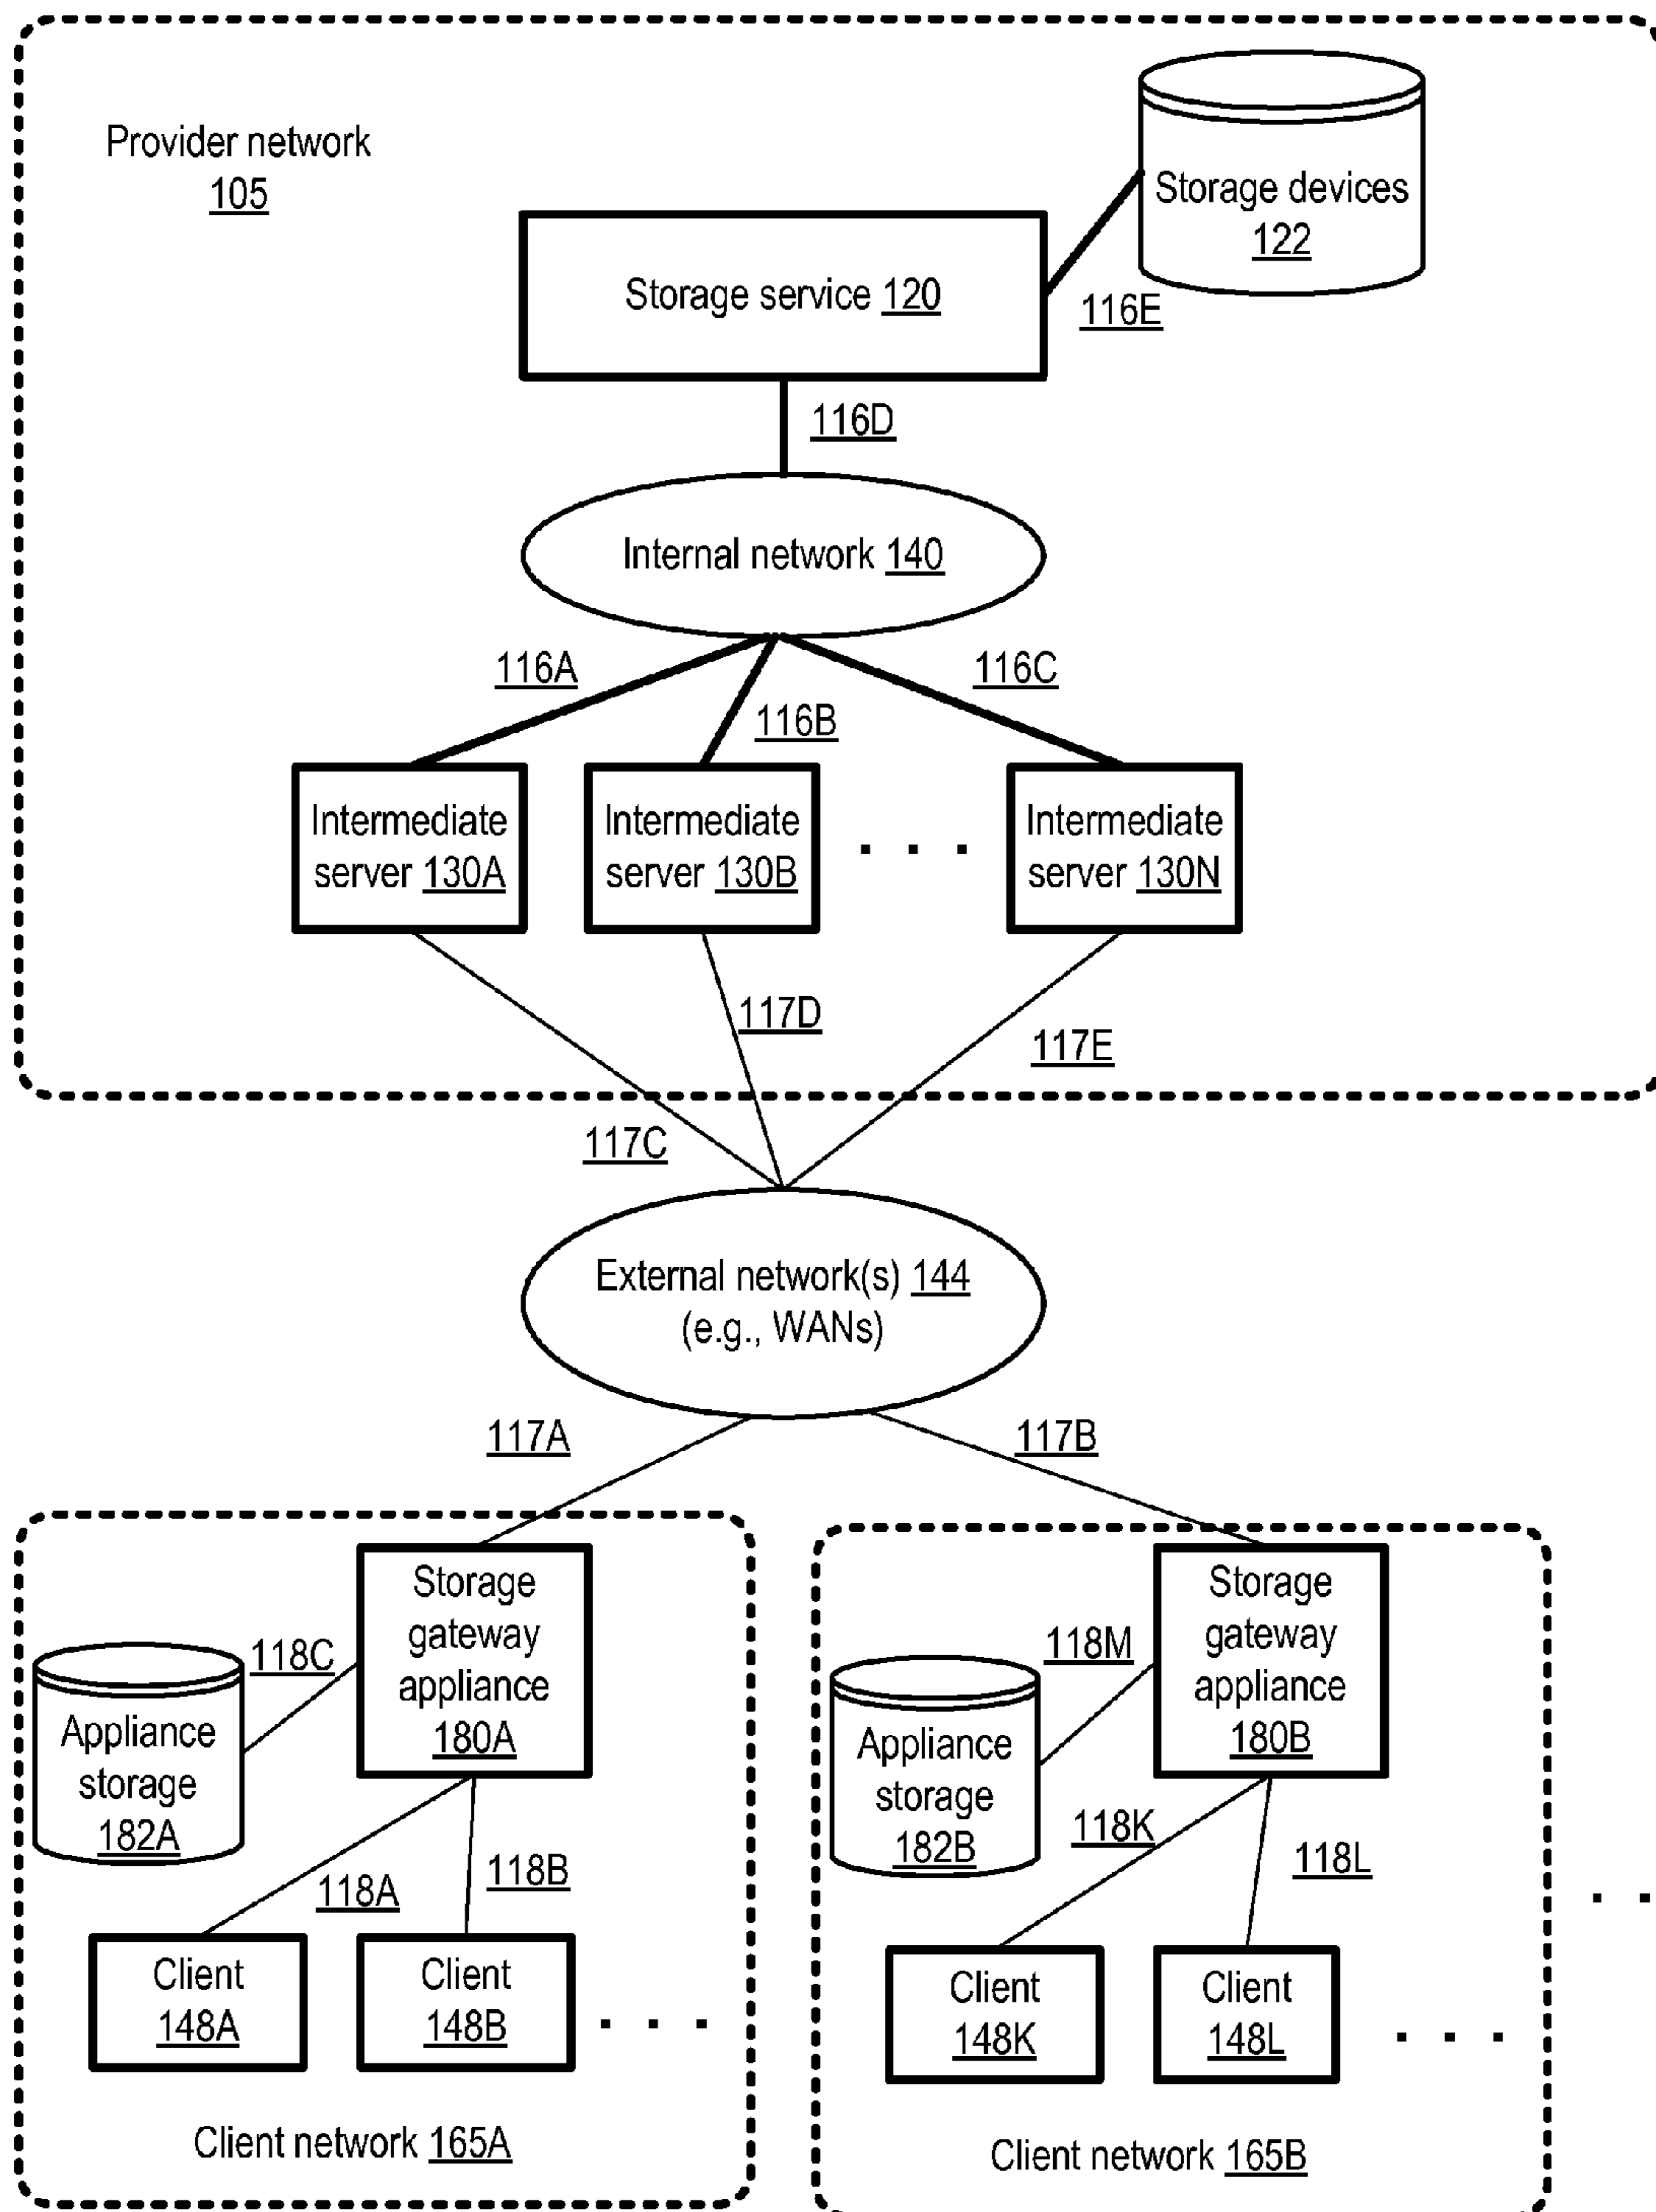 Provider network
105
Storage devices
122
Storage service 120
116E
116D
Internal network 140
116A
116C
116B
Intermediate
server 130A
Intermediate
server 130B
. . .
Intermediate
server 130N
117D
117E
117C
External network(s) 144
(e.g., WANs)
117A
117B
Storage
gateway
appliance
180A
118C
Appliance
storage
182A
118A
118B
Client
148A
Client
148B
. . .
Client network 165A
Storage
gateway
appliance
180B
118M
Appliance
storage
182B
118K
118L
Client
148K
Client
148L
. . .
Client network 165B
. .